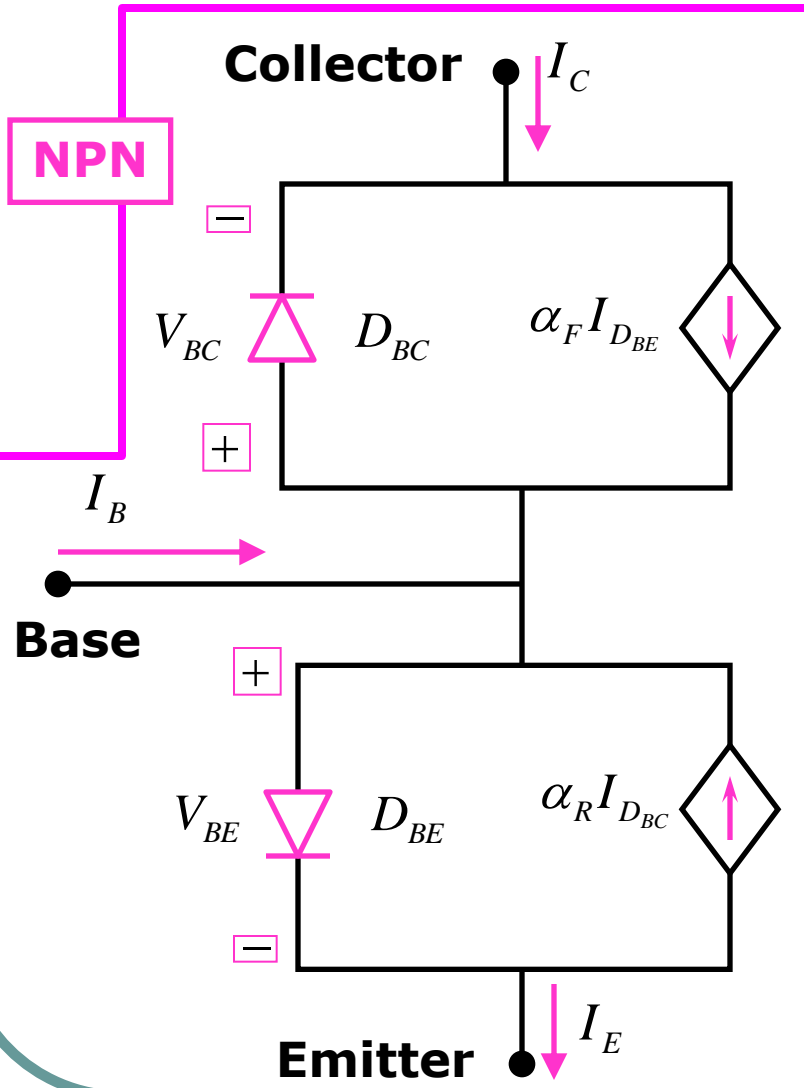 Collector
I_C
NPN
−
V_BC
D_BC
α_F I_D_BE
+
I_B
Base
+
V_BE
D_BE
α_R I_D_BC
−
I_E
Emitter